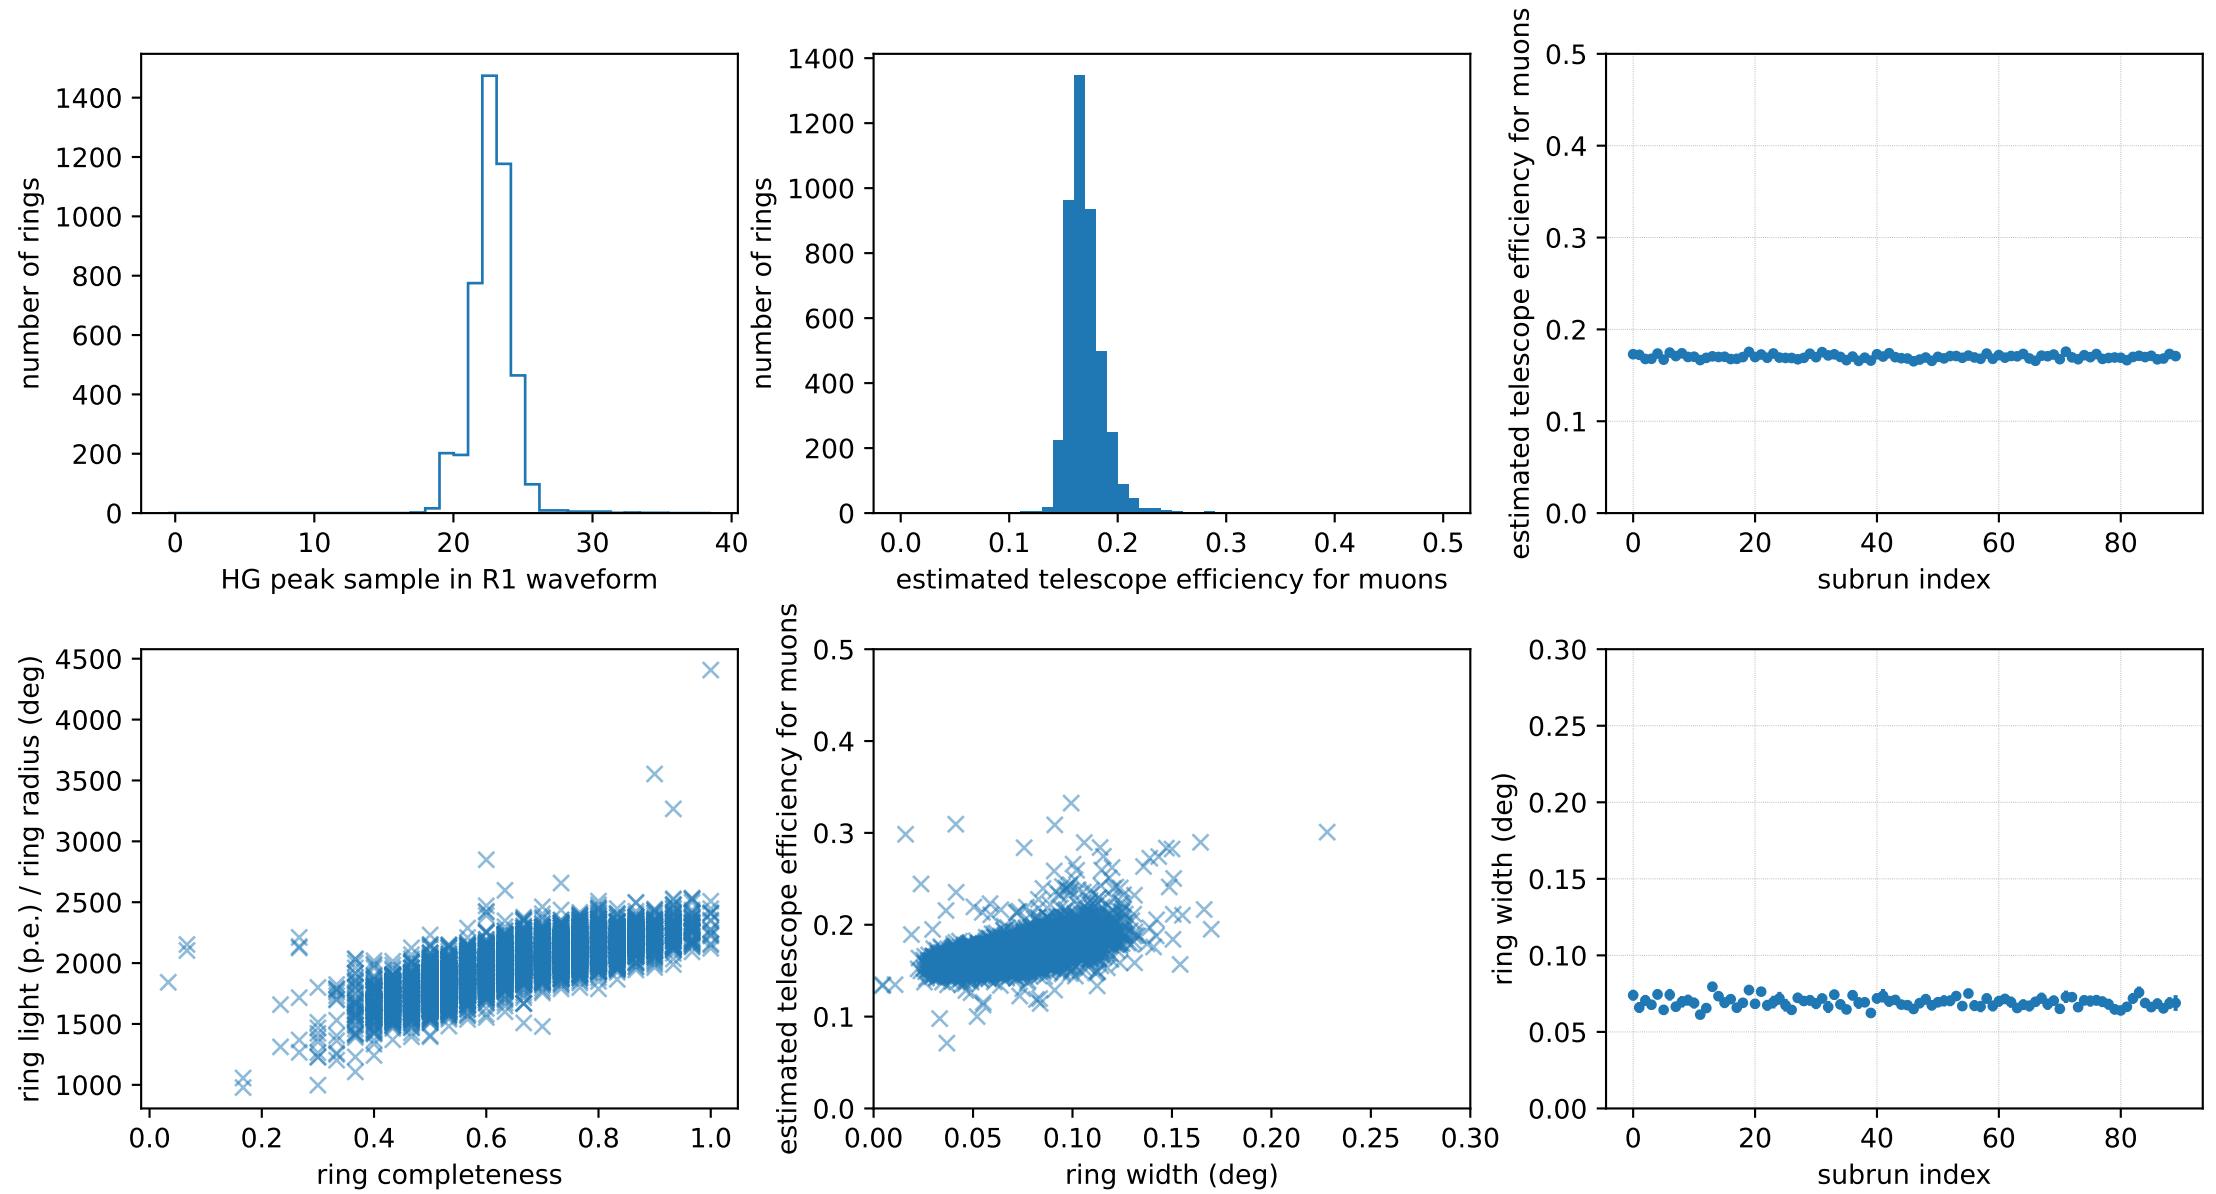 number of rings
1400
1200
1000
800
600
400
200
0
0 10 20 30 40
HG peak sample in R1 waveform
number of rings
1400
1200
1000
800
600
400
200
0
0.0 0.1 0.2 0.3 0.4 0.5
estimated telescope efficiency for muons
estimated telescope efficiency for muons
0.5
0.4
0.3
0.2
0.1
0.0
0 20 40 60 80
subrun index
ring light (p.e.) / ring radius (deg)
4500
4000
3500
3000
2500
2000
1500
1000
0.0 0.2 0.4 0.6 0.8 1.0
ring completeness
estimated telescope efficiency for muons
0.5
0.4
0.3
0.2
0.1
0.0
0.00 0.05 0.10 0.15 0.20 0.25 0.30
ring width (deg)
ring width (deg)
0.30
0.25
0.20
0.15
0.10
0.05
0.00
0 20 40 60 80
subrun index